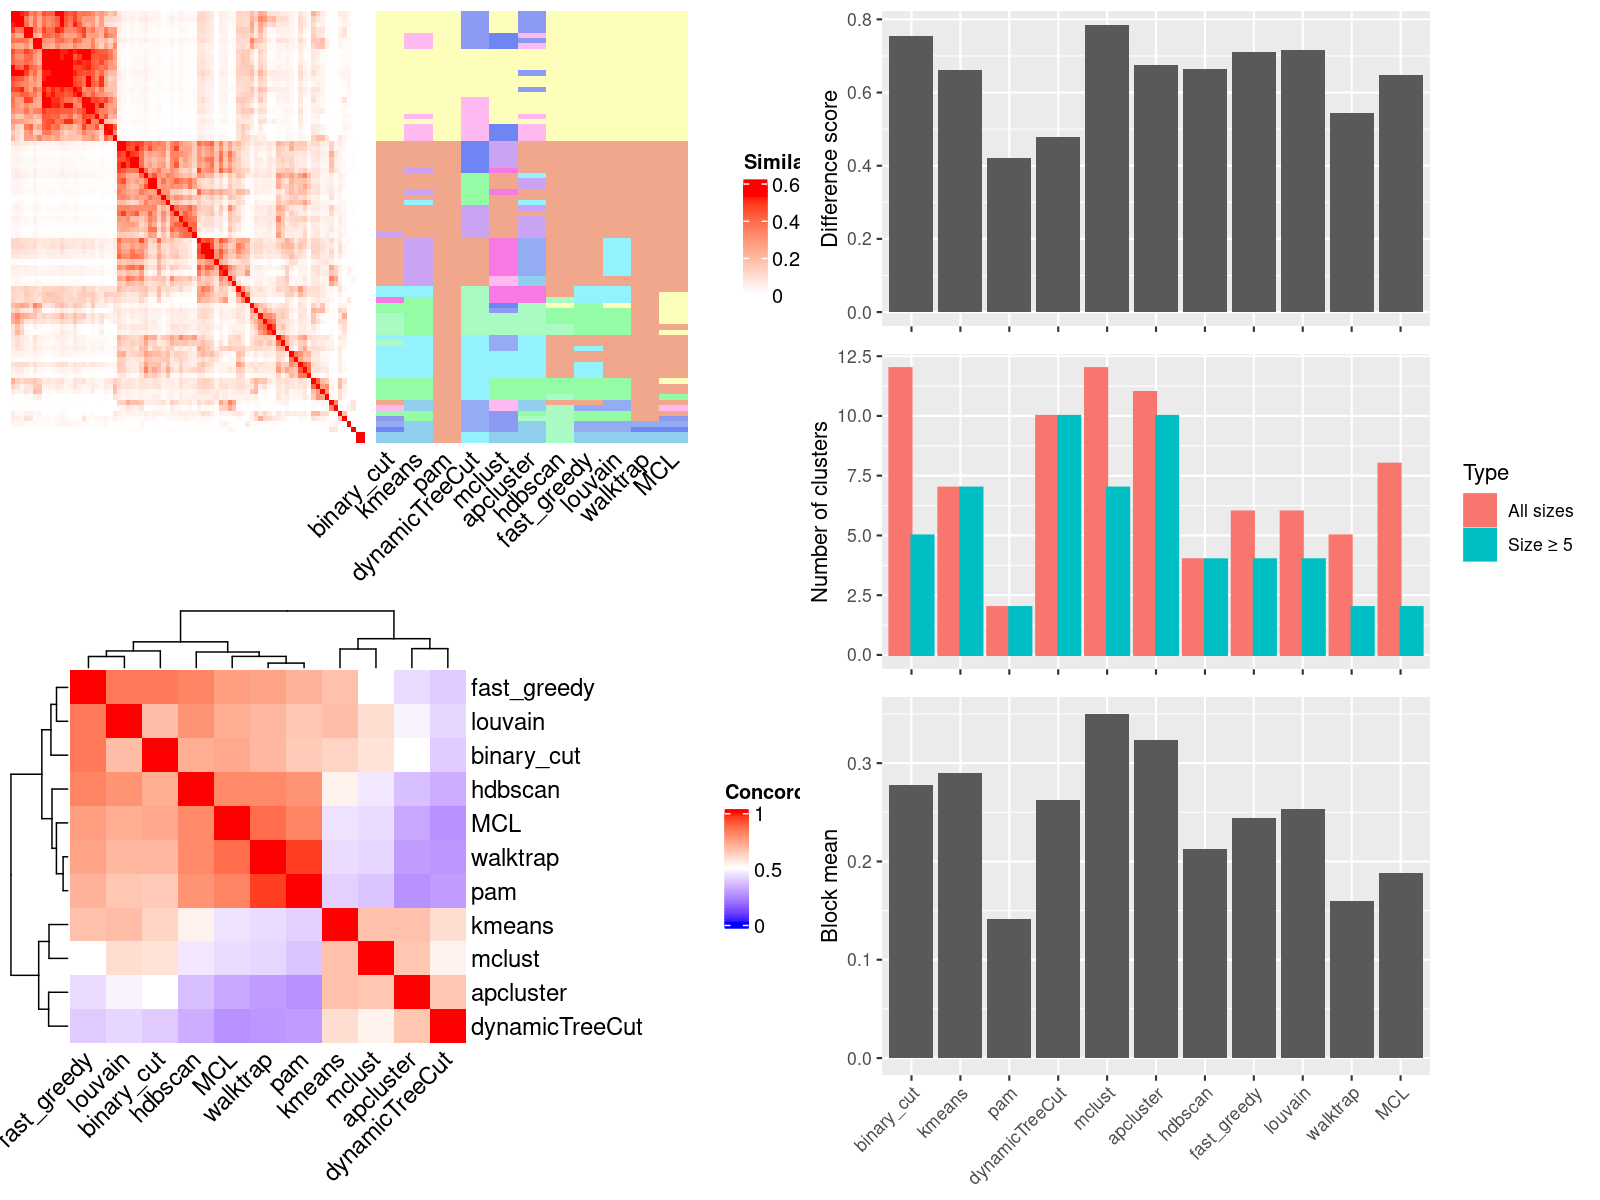 Simila
0.6
0.4
0.2
0
binary_cut
kmeans
pam
dynamicTreeCut
mclust
apcluster
hdbscan
fast_greedy
louvain
walktrap
MCL
fast_greedy
louvain
binary_cut
hdbscan
MCL
walktrap
pam
kmeans
mclust
apcluster
dynamicTreeCut
Concord
1
0.5
0
fast_greedy
louvain
binary_cut
hdbscan
MCL
walktrap
pam
kmeans
mclust
apcluster
dynamicTreeCut
Difference score
0.8
0.6
0.4
0.2
0.0
Number of clusters
12.5
10.0
7.5
5.0
2.5
0.0
Type
All sizes
Size ≥ 5
Block mean
0.3
0.2
0.1
0.0
binary_cut
kmeans
pam
dynamicTreeCut
mclust
apcluster
hdbscan
fast_greedy
louvain
walktrap
MCL